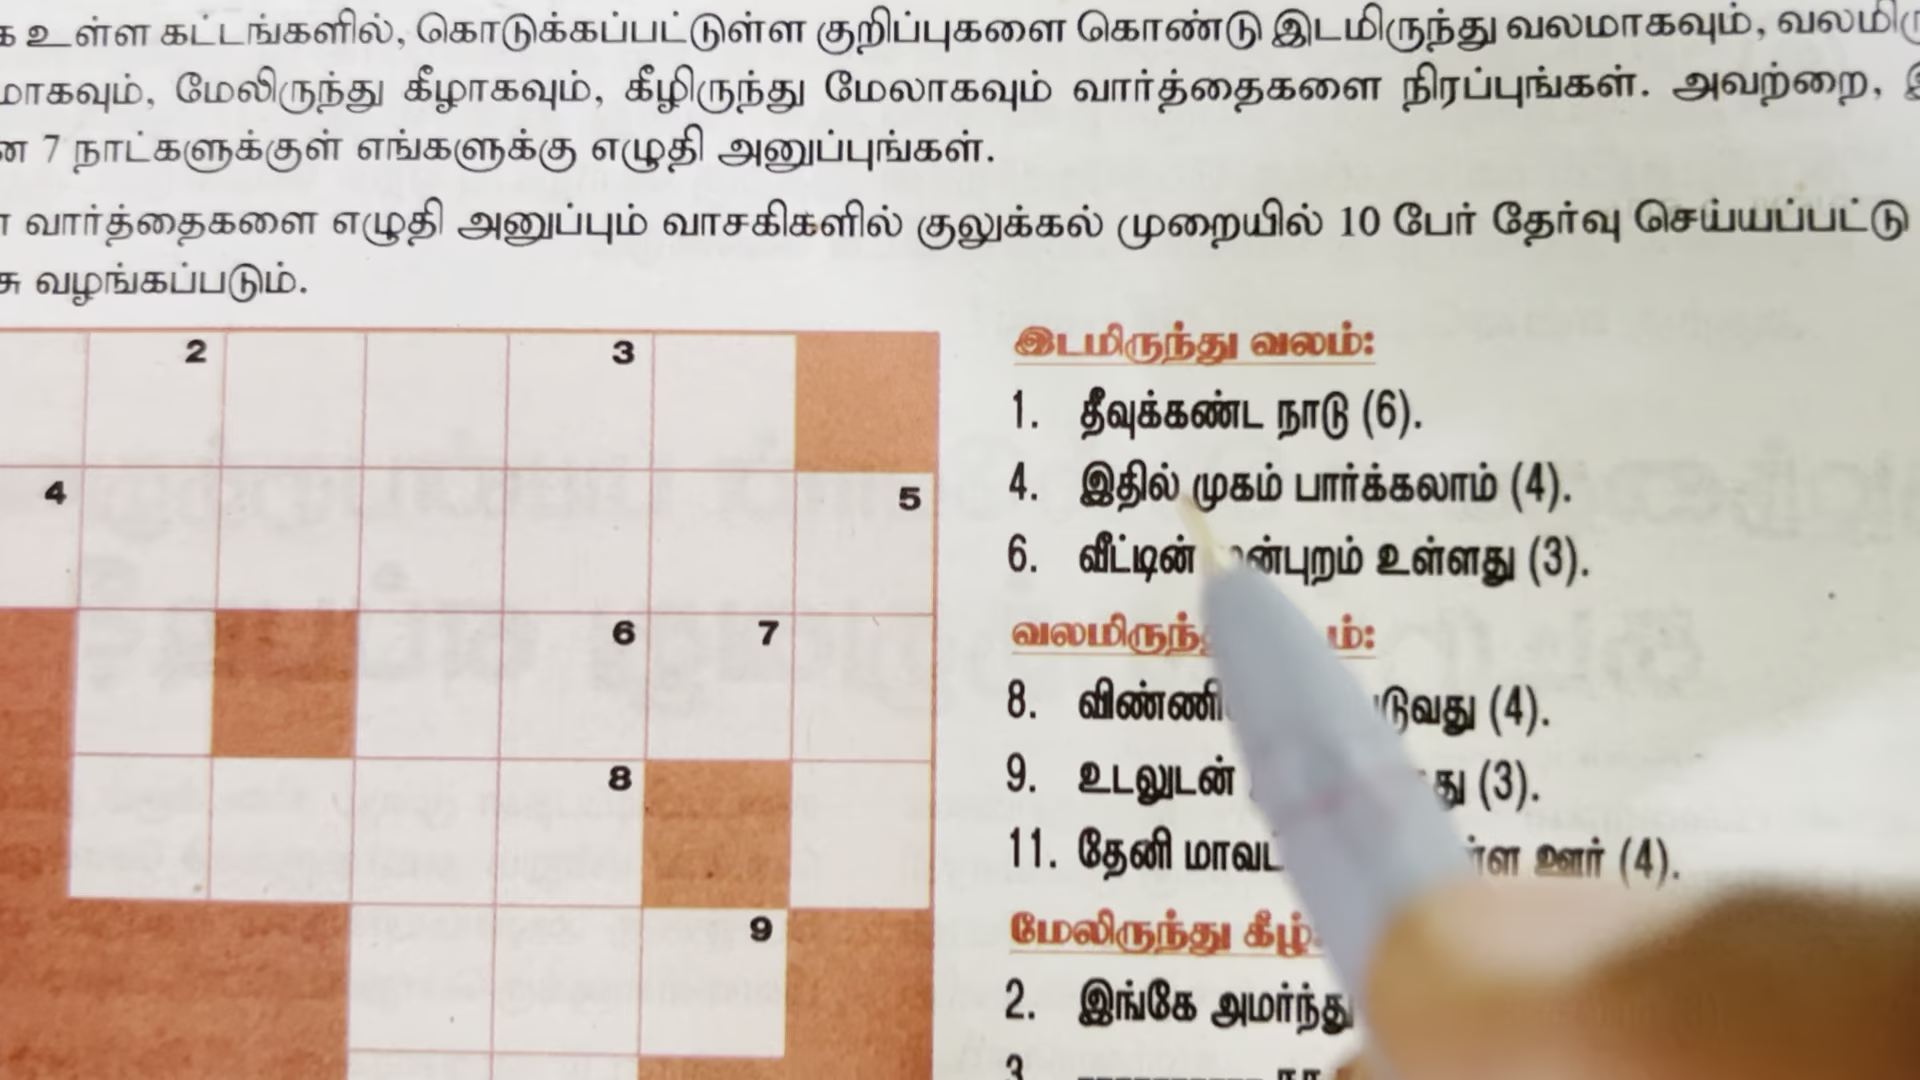 உள்ள கட்டங்களில், கொடுக்கப்பட்டுள்ள குறிப்புகளை கொண்டு இடமிருந்து வலமாகவும்,
மாகவும், மேலிருந்து கீழாகவும், கீழிருந்து மேலாகவும் வார்த்தைகளை நிரப்புங்கள். அவற்றை,
7 நாட்களுக்குள் எங்களுக்கு எழுதி அனுப்புங்கள்.
வார்த்தைகளை எழுதி அனுப்பும் வாசகிகளில் குலுக்கல் முறையில் 10 பேர் தேர்வு செய்யப்பட்டு
வழங்கப்படும்.
2 3
4 5
6 7
8
9
இடமிருந்து வலம்:
1. தீவுக்கண்ட நாடு (6).
4. இதில் முகம் பார்க்கலாம் (4).
6. வீட்டின் உள்ளது (3).
8. (4).
9. உடலுடன் (3).
11. தேனி ஊர் (4).
மேலிருந்து கீழ்:
2. இங்கே அமர்ந்து
3.